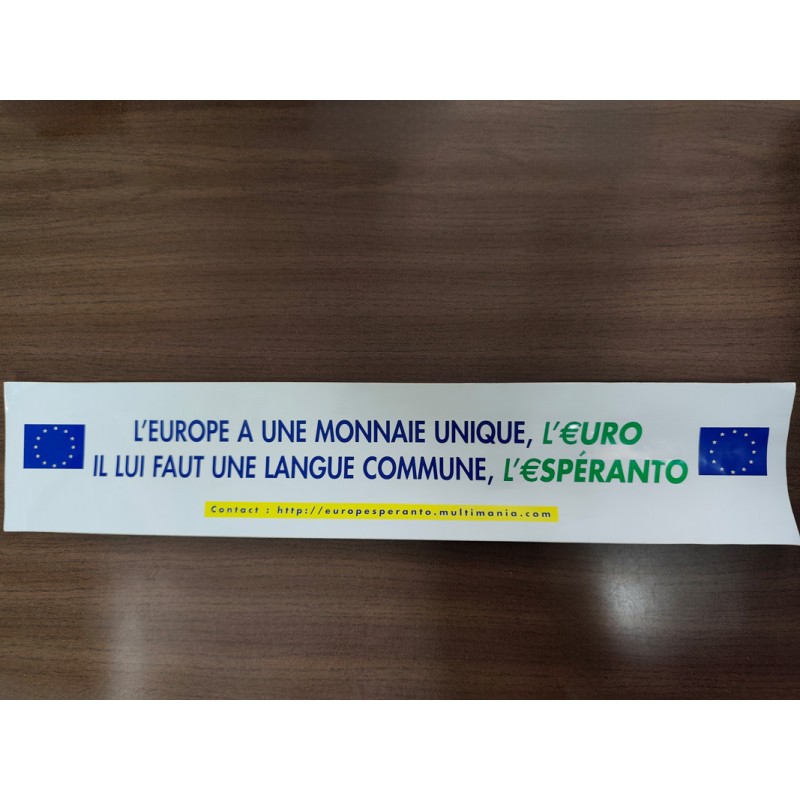 L'EUROPE A UNE MONNAIE UNIQUE, L'€URO
IL LUI FAUT UNE LANGUE COMMUNE, L'€SPÉRANTO
Contact : http://europesperanto.multimania.com